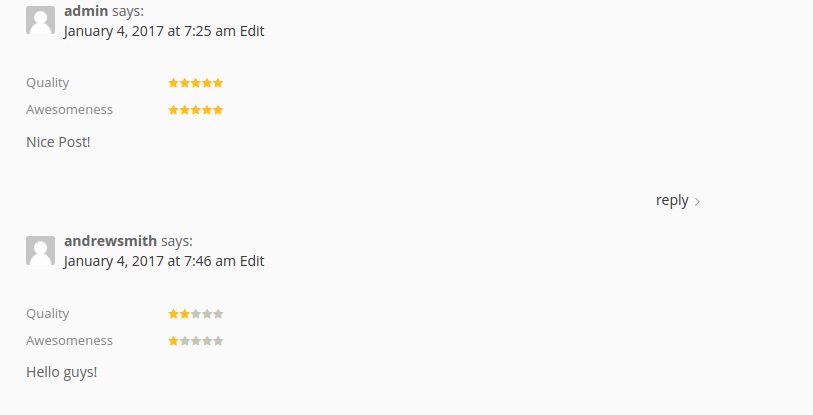 admin says:
January 4, 2017 at 7:25 am Edit
Quality
Awesomeness
Nice Post!
reply
andrewsmith says:
January 4, 2017 at 7:46 am Edit
Quality
Awesomeness
Hello guys!